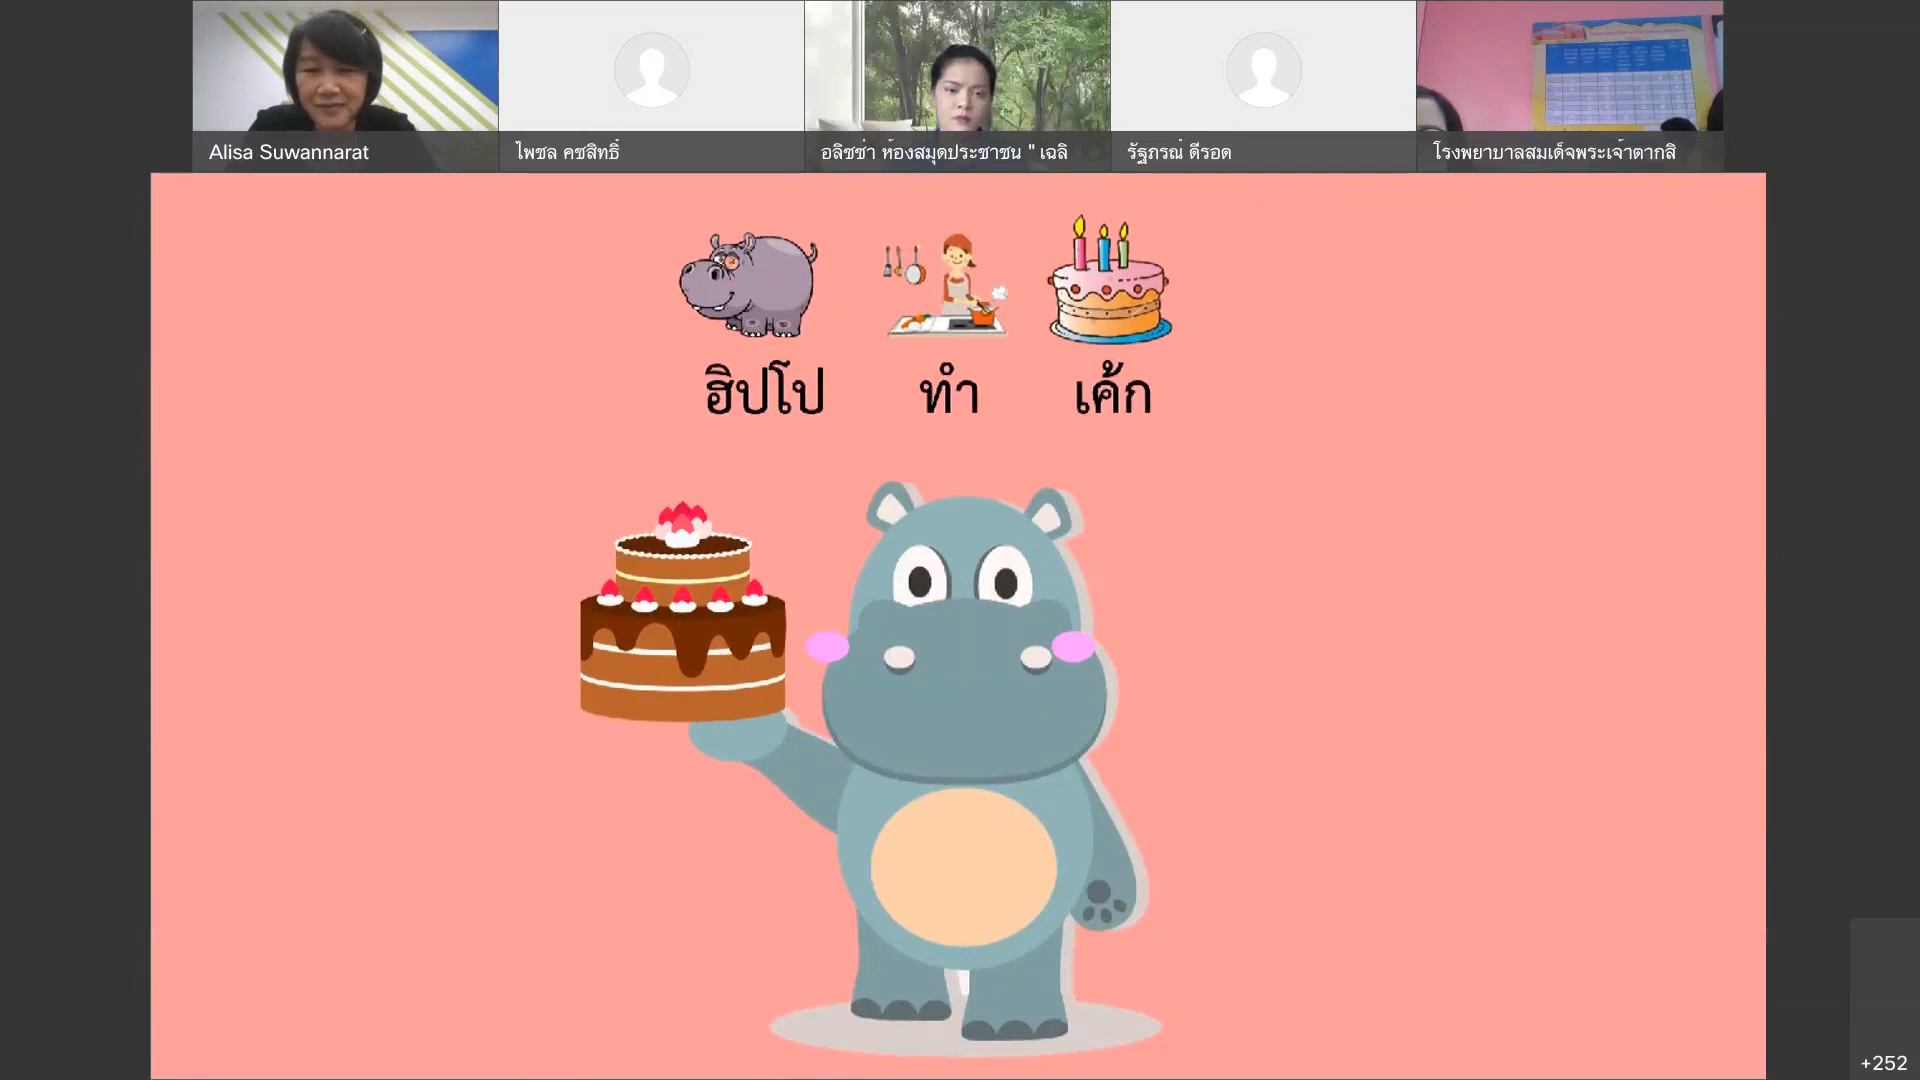 Alisa Suwannarat
ไพชล คชสิทธิ์
อลิซซ่า ห้องสมุดประชาชน " เฉลิ
รัฐภรณ์ ดีรอด
โรงพยาบาลสมเด็จพระเจ้าตากสิ
ฮิปโป ทำ เค้ก
+252